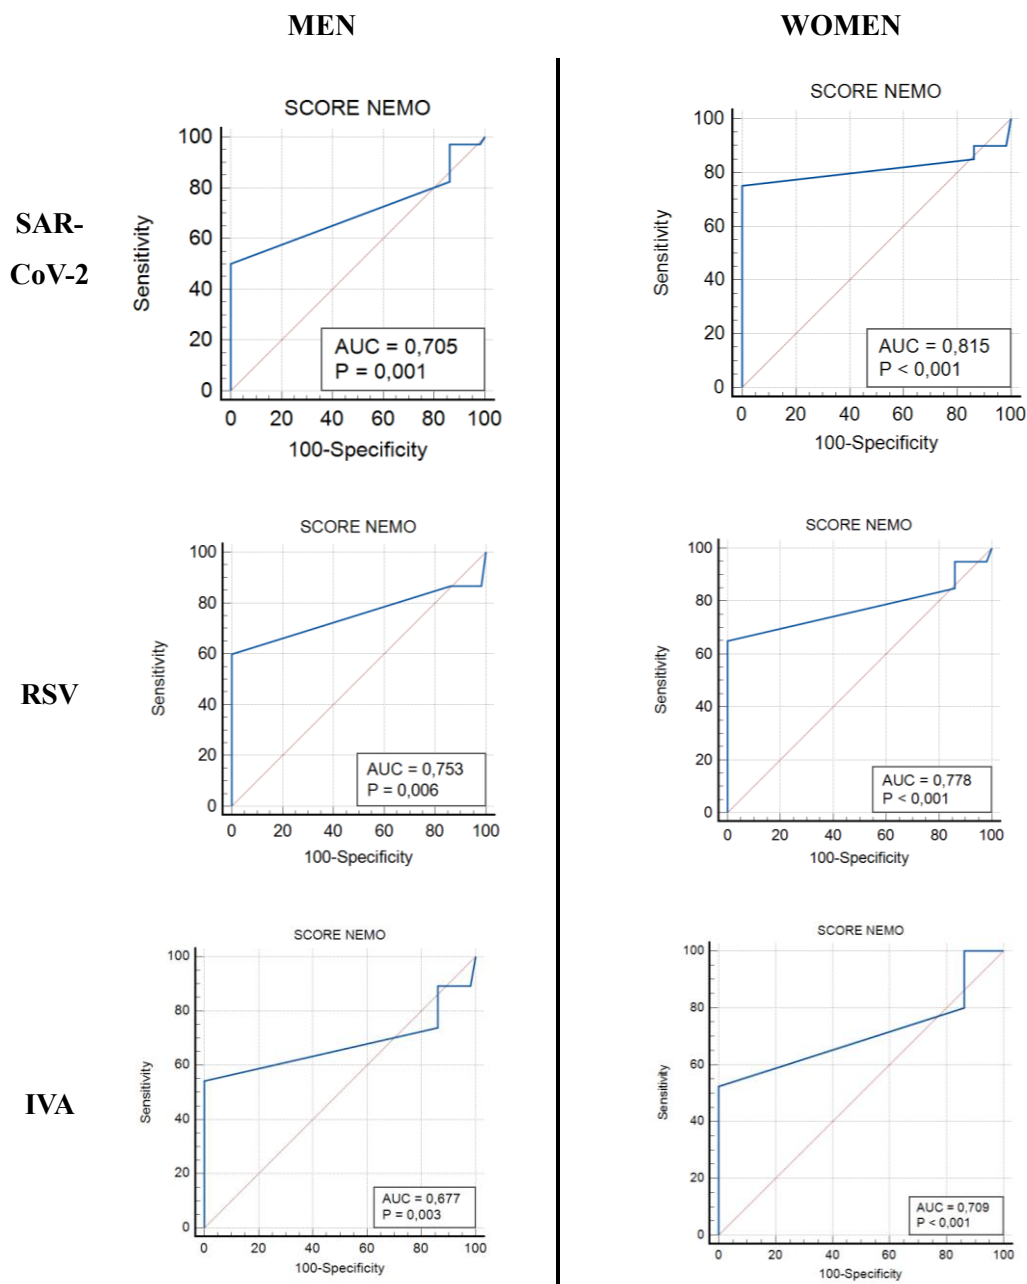 MEN
WOMEN
SAR-
CoV-2
SCORE NEMO
Sensitivity
100
80
60
40
20
0
AUC = 0,705
P = 0,001
0 20 40 60 80 100
100-Specificity
SCORE NEMO
Sensitivity
100
80
60
40
20
0
AUC = 0,815
P < 0,001
0 20 40 60 80 100
100-Specificity
RSV
SCORE NEMO
Sensitivity
100
80
60
40
20
0
AUC = 0,753
P = 0,006
0 20 40 60 80 100
100-Specificity
SCORE NEMO
Sensitivity
100
80
60
40
20
0
AUC = 0,778
P < 0,001
0 20 40 60 80 100
100-Specificity
IVA
SCORE NEMO
Sensitivity
100
80
60
40
20
0
AUC = 0,677
P = 0,003
0 20 40 60 80 100
100-Specificity
SCORE NEMO
Sensitivity
100
80
60
40
20
0
AUC = 0,709
P < 0,001
0 20 40 60 80 100
100-Specificity